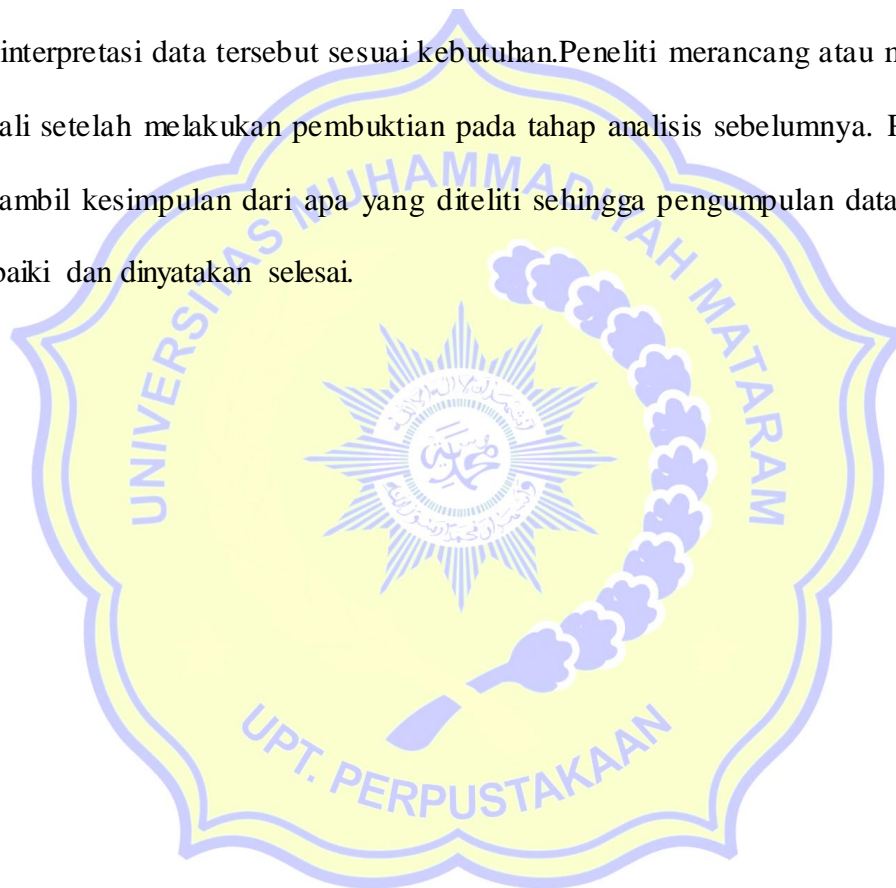 interpretasi data tersebut sesuai kebutuhan.Peneliti merancang atau
ali setelah melakukan pembuktian pada tahap analisis sebelumnya.
ambil kesimpulan dari apa yang diteliti sehingga pengumpulan data
baiki dan dinyatakan selesai.
UNIVERSITAS MUHAMMADIYAH MATARAM
UPT. PERPUSTAKAAN